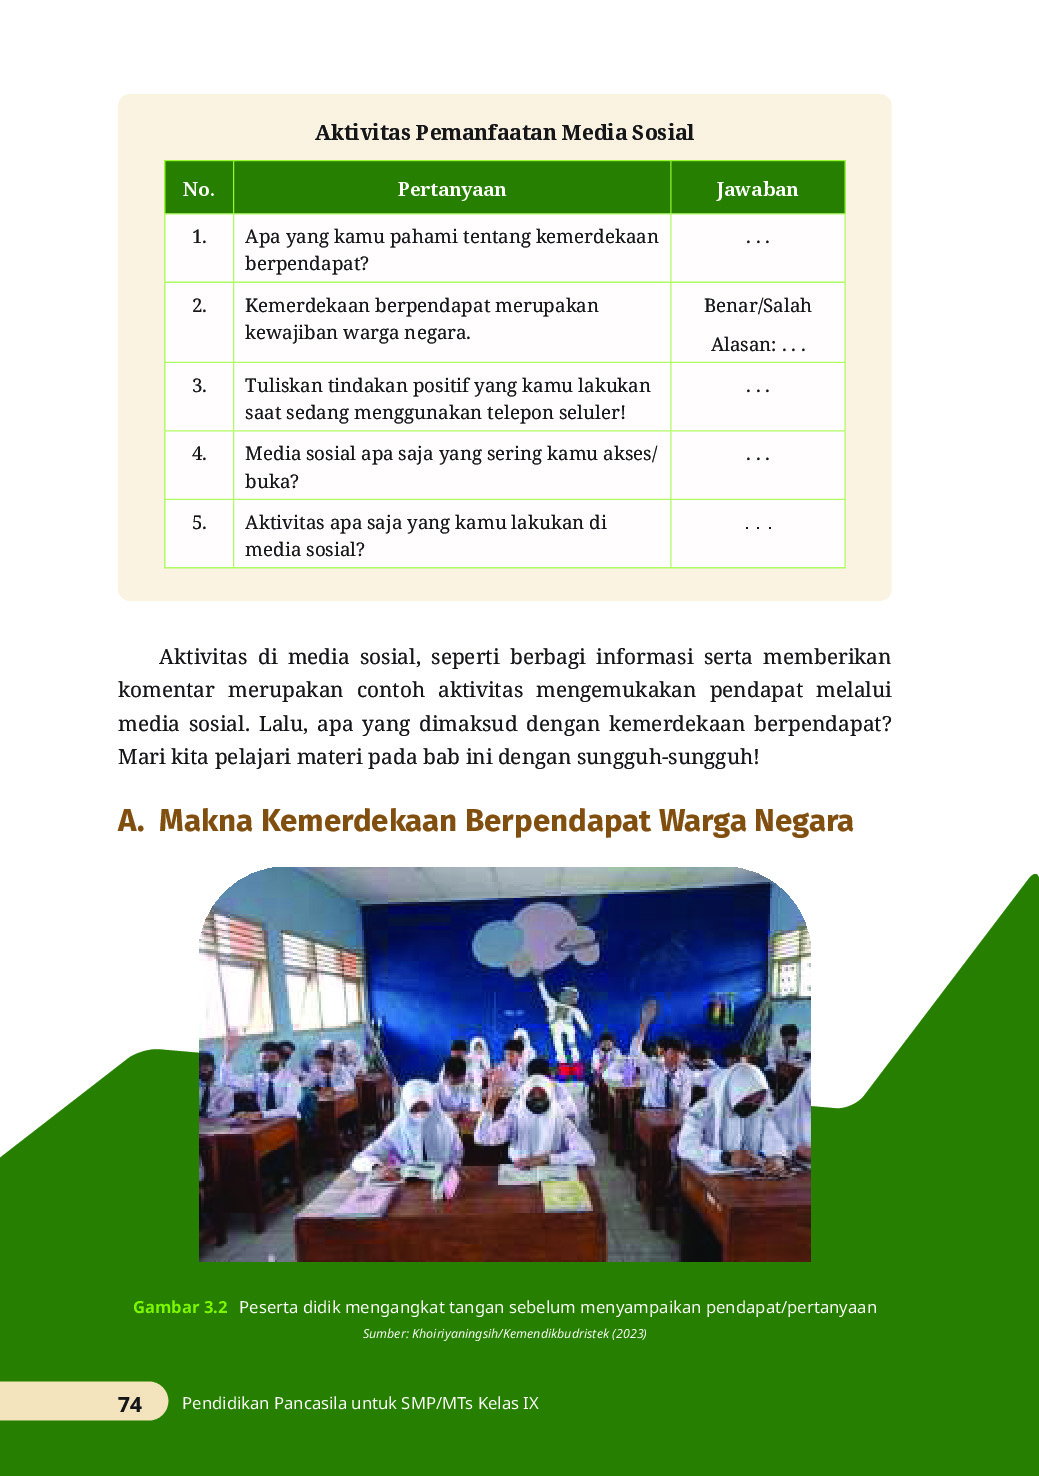 Aktivitas Pemanfaatan Media Sosial
No. Pertanyaan Jawaban
1. Apa yang kamu pahami tentang kemerdekaan . . .
berpendapat?
2. Kemerdekaan berpendapat merupakan Benar/Salah
kewajiban warga negara.
Alasan: . . .
3. Tuliskan tindakan positif yang kamu lakukan . . .
saat sedang menggunakan telepon seluler!
4. Media sosial apa saja yang sering kamu akses/ . . .
buka?
5. Aktivitas apa saja yang kamu lakukan di . . .
media sosial?
Aktivitas di media sosial, seperti berbagi informasi serta memberikan
komentar merupakan contoh aktivitas mengemukakan pendapat melalui
media sosial. Lalu, apa yang dimaksud dengan kemerdekaan berpendapat?
Mari kita pelajari materi pada bab ini dengan sungguh-sungguh!
A. Makna Kemerdekaan Berpendapat Warga Negara
Gambar 3.2 Peserta didik mengangkat tangan sebelum menyampaikan pendapat/pertanyaan
Sumber: Khoiriyaningsih/Kemendikbudristek (2023)
74 Pendidikan Pancasila untuk SMP/MTs Kelas IX